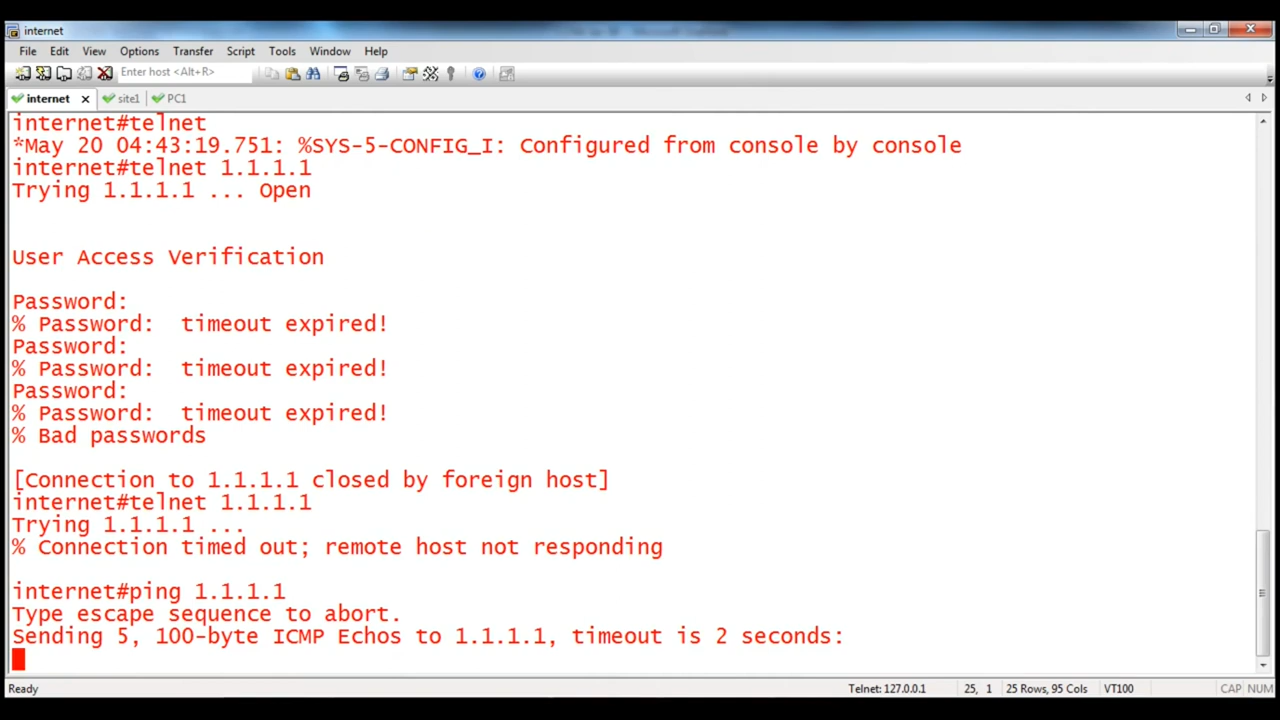 internet
File Edit View Options Transfer Script Tools Window Help
Enter host <Alt+R>
internet x site1 PC1
internet#telnet
*May 20 04:43:19.751: %SYS-5-CONFIG_I: Configured from console by console
internet#telnet 1.1.1.1
Trying 1.1.1.1 ... Open
User Access Verification
Password:
% Password:  timeout expired!
Password:
% Password:  timeout expired!
Password:
% Password:  timeout expired!
% Bad passwords
[Connection to 1.1.1.1 closed by foreign host]
internet#telnet 1.1.1.1
Trying 1.1.1.1 ...
% Connection timed out; remote host not responding
internet#ping 1.1.1.1
Type escape sequence to abort.
Sending 5, 100-byte ICMP Echos to 1.1.1.1, timeout is 2 seconds:
Ready Telnet: 127.0.0.1 25, 1 25 Rows, 95 Cols VT100 CAP NUM